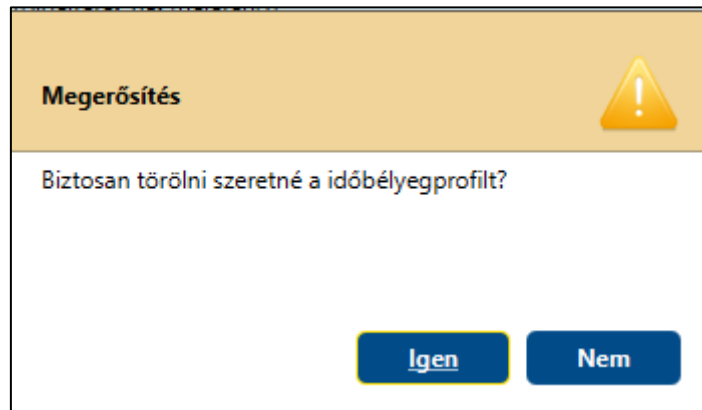 Megerősítés
Biztosan törölni szeretné a időbélyegprofilt?
Igen
Nem